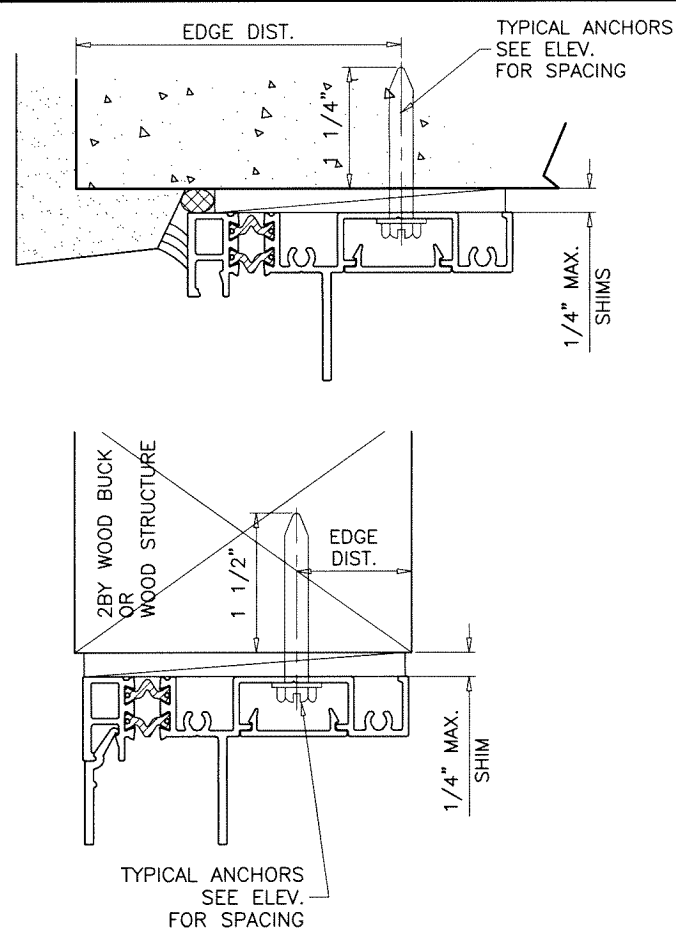 EDGE DIST.
TYPICAL ANCHORS
SEE ELEV.
FOR SPACING
1 1/4"
1/4" MAX.
SHIMS
2BY WOOD BUCK
OR
WOOD STRUCTURE
1 1/2"
EDGE
DIST.
1/4" MAX.
SHIM
TYPICAL ANCHORS
SEE ELEV.
FOR SPACING